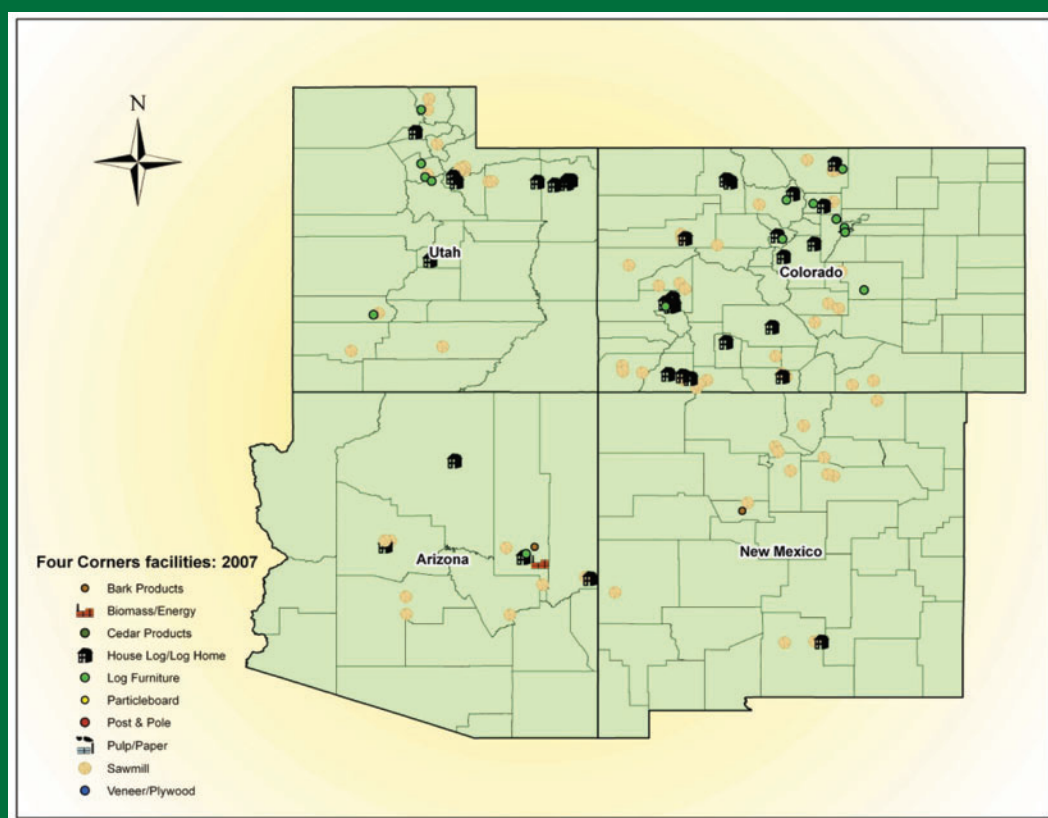 N
Utah
Colorado
Arizona
New Mexico
Four Corners facilities: 2007
Bark Products
Biomass/Energy
Cedar Products
House Log/Log Home
Log Furniture
Particleboard
Post & Pole
Pulp/Paper
Sawmill
Veneer/Plywood